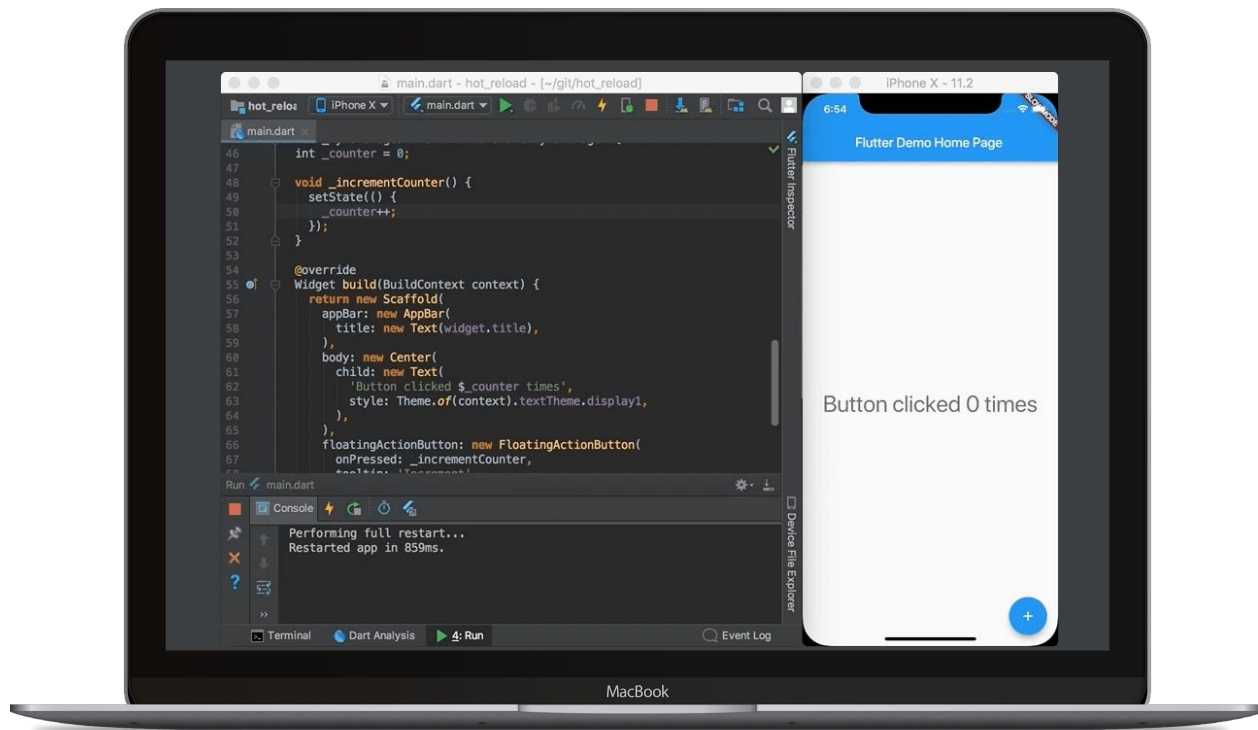 main.dart - hot_reload - [~/git/hot_reload]
hot_reloa
iPhone X
main.dart
main.dart
46 int _counter = 0;
47
48 void _incrementCounter() {
49 setState(() {
50 _counter++;
51 });
52 }
53
54 @override
55 Widget build(BuildContext context) {
56 return new Scaffold(
57 appBar: new AppBar(
58 title: new Text(widget.title),
59 ),
60 body: new Center(
61 child: new Text(
62 'Button clicked $_counter times',
63 style: Theme.of(context).textTheme.display1,
64 ),
65 ),
66 floatingActionButton: new FloatingActionButton(
67 onPressed: _incrementCounter,
Flutter Inspector
Run main.dart
Console
Performing full restart...
Restarted app in 859ms.
Device File Explorer
Terminal
Dart Analysis
4: Run
Event Log
iPhone X - 11.2
6:54
SLOW MODE
Flutter Demo Home Page
Button clicked 0 times
+
MacBook